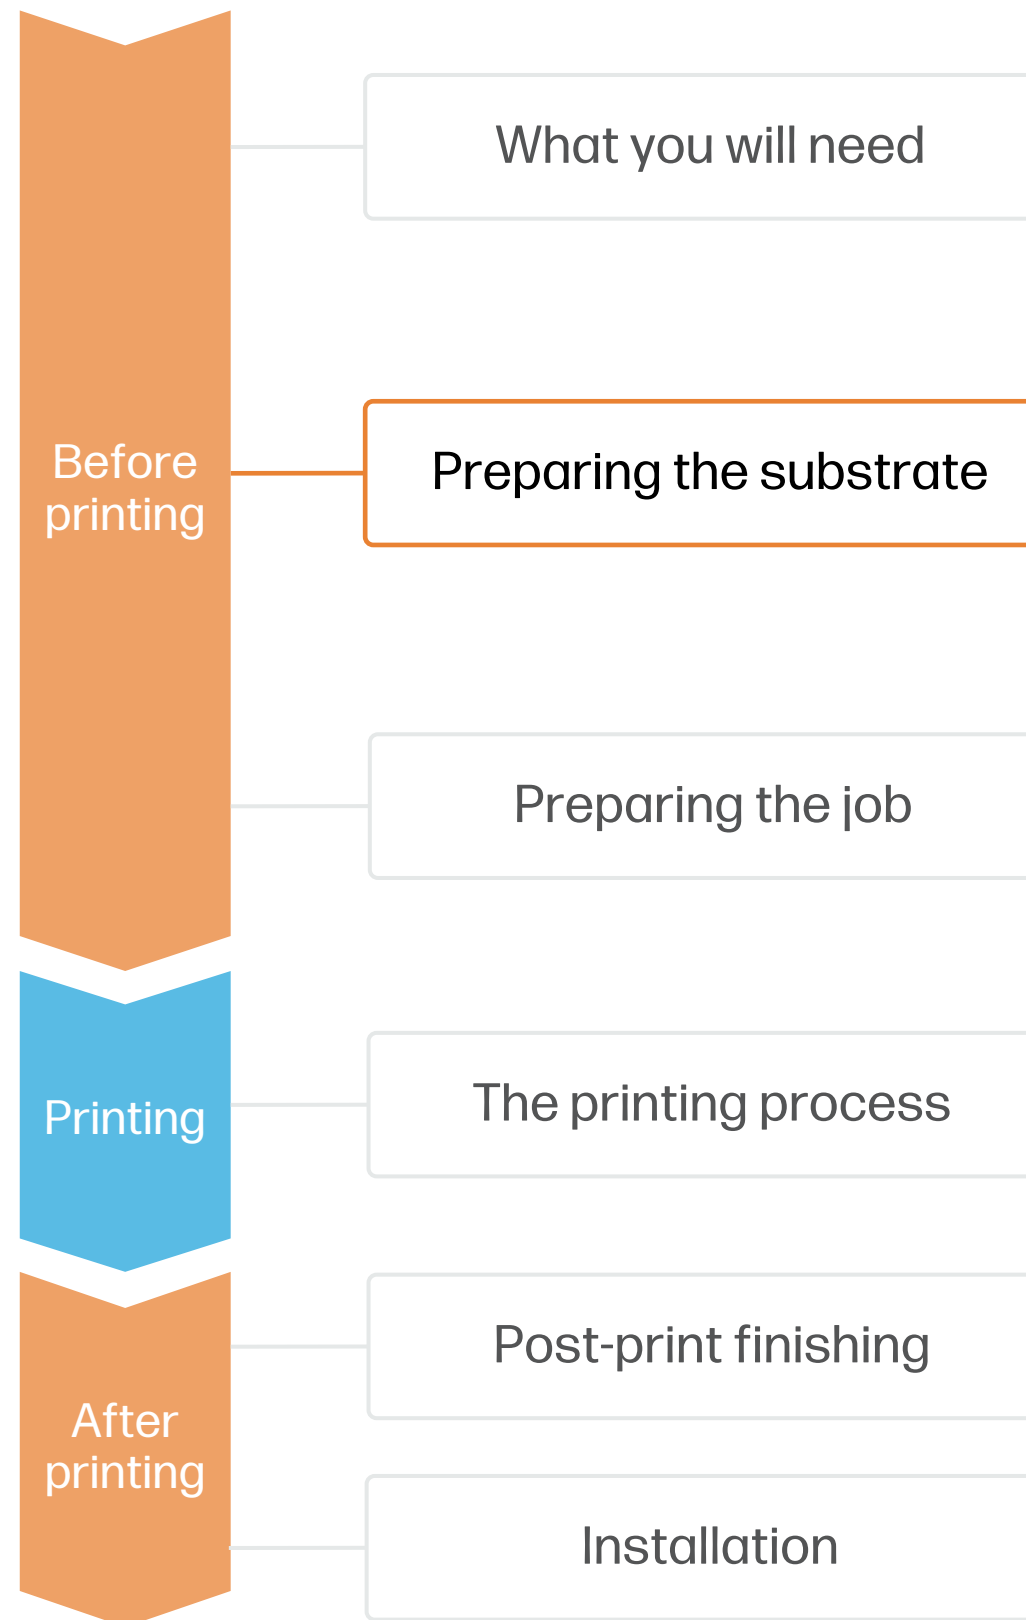 What you will need
Before
printing
Preparing the substrate
Preparing the job
Printing
The printing process
After
printing
Post-print finishing
Installation